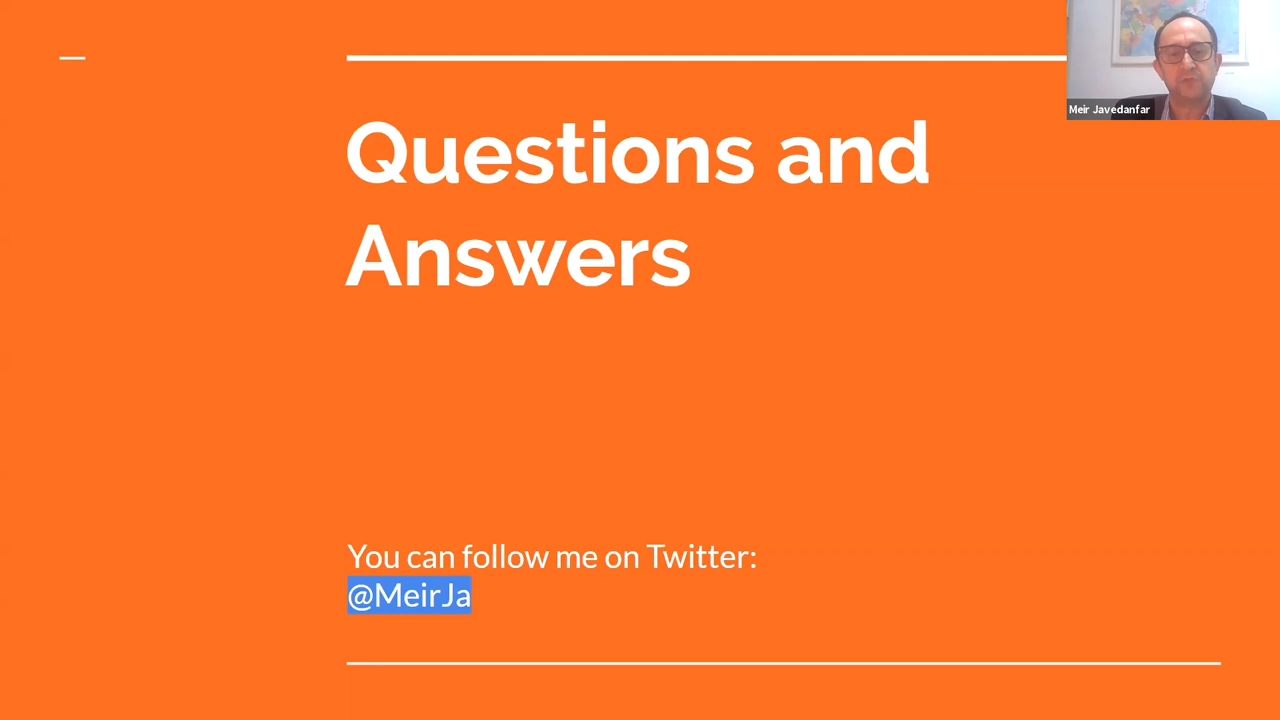 Questions and
Answers
Meir Javedanfar
You can follow me on Twitter:
@MeirJa